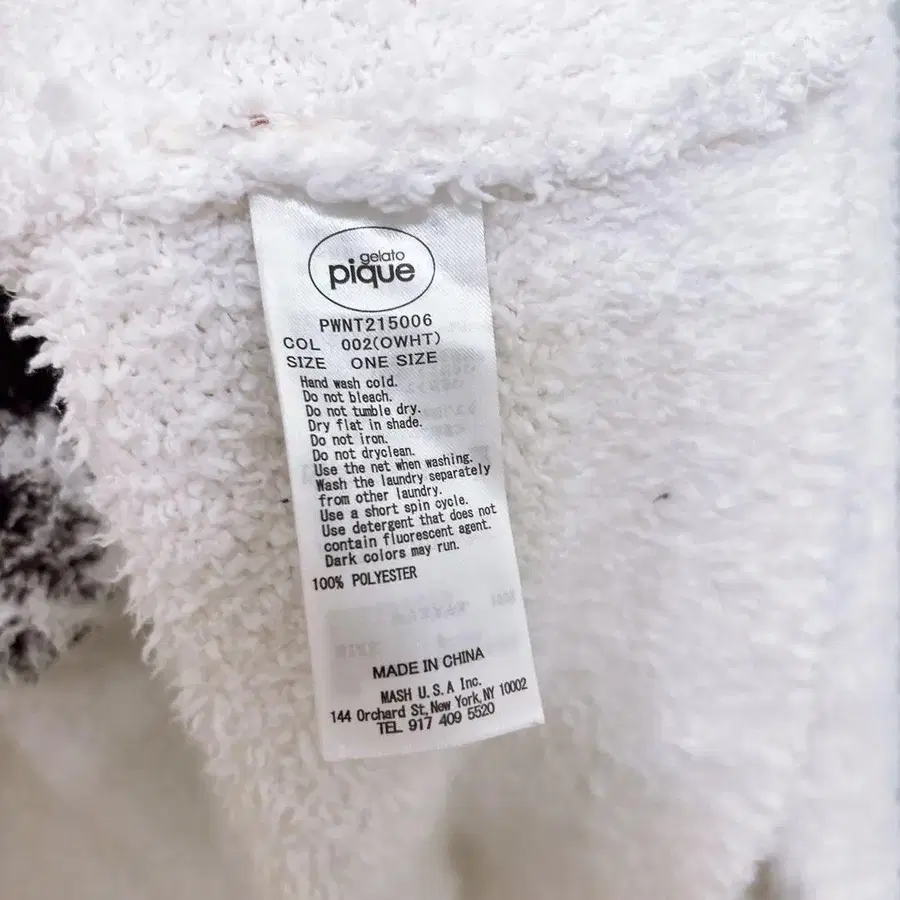 gelato
pique
PWNT215006
COL 002(OWHT)
SIZE ONE SIZE
Hand wash cold.
Do not bleach.
Do not tumble dry.
Dry flat in shade.
Do not iron.
Do not dryclean.
Use the net when washing.
Wash the laundry separately
from other laundry.
Use a short spin cycle.
Use detergent that does not
contain fluorescent agent.
Dark colors may run.
100% POLYESTER
MADE IN CHINA
MASH U.S.A Inc.
144 Orchard St, New York, NY 10002
TEL 917 409 5520